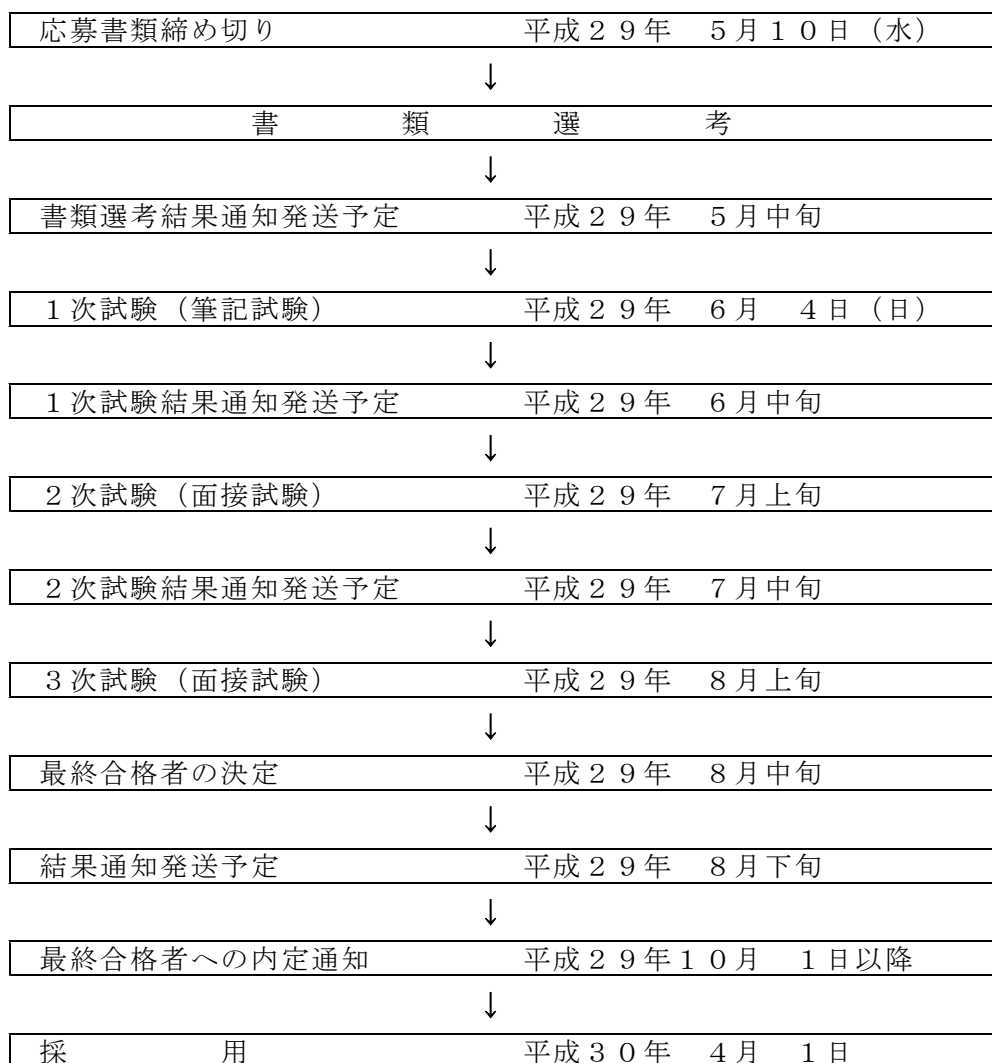 応募書類締め切り　平成２９年　５月１０日（水）
↓
書類選考
↓
書類選考結果通知発送予定　平成２９年　５月中旬
↓
１次試験（筆記試験）　平成２９年　６月　４日（日）
↓
１次試験結果通知発送予定　平成２９年　６月中旬
↓
２次試験（面接試験）　平成２９年　７月上旬
↓
２次試験結果通知発送予定　平成２９年　７月中旬
↓
３次試験（面接試験）　平成２９年　８月上旬
↓
最終合格者の決定　平成２９年　８月中旬
↓
結果通知発送予定　平成２９年　８月下旬
↓
最終合格者への内定通知　平成２９年１０月　１日以降
↓
採用　平成３０年　４月　１日